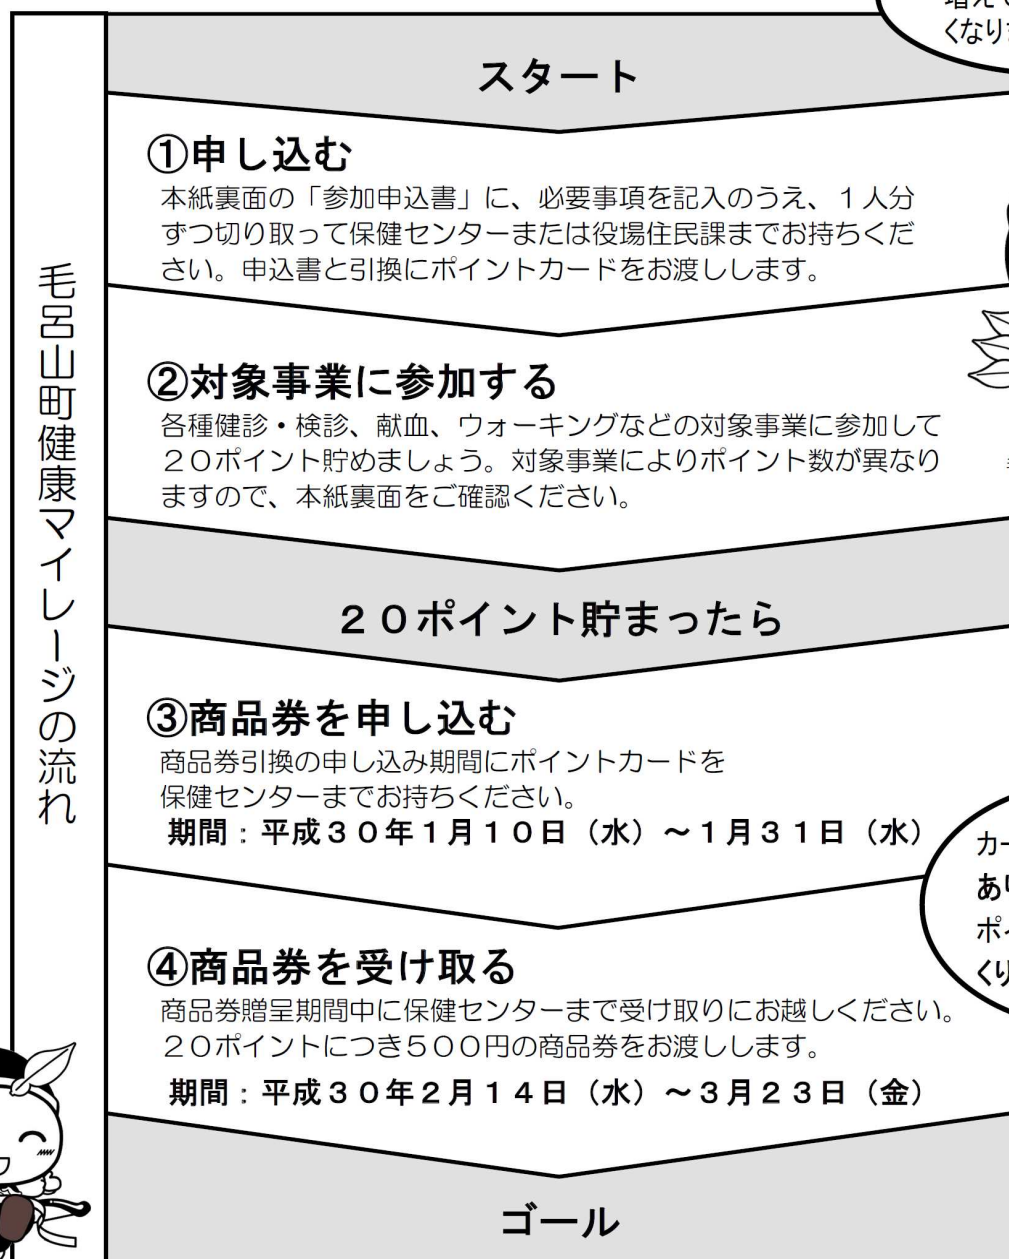 毛呂山町健康マイレージの流れ
くなり
スタート
①申し込む
本紙裏面の「参加申込書」に、必要事項を記入のうえ、１人分
ずつ切り取って保健センターまたは役場住民課までお持ちくだ
さい。申込書と引換にポイントカードをお渡しします。
②対象事業に参加する
各種健診・検診、献血、ウォーキングなどの対象事業に参加して
２０ポイント貯めましょう。対象事業によりポイント数が異なり
ますので、本紙裏面をご確認ください。
２０ポイント貯まったら
③商品券を申し込む
商品券引換の申し込み期間にポイントカードを
保健センターまでお持ちください。
期間：平成３０年１月１０日（水）～１月３１日（水）
カー
あり
ポイ
くり
④商品券を受け取る
商品券贈呈期間中に保健センターまで受け取りにお越しください。
２０ポイントにつき５００円の商品券をお渡しします。
期間：平成３０年２月１４日（水）～３月２３日（金）
ゴール